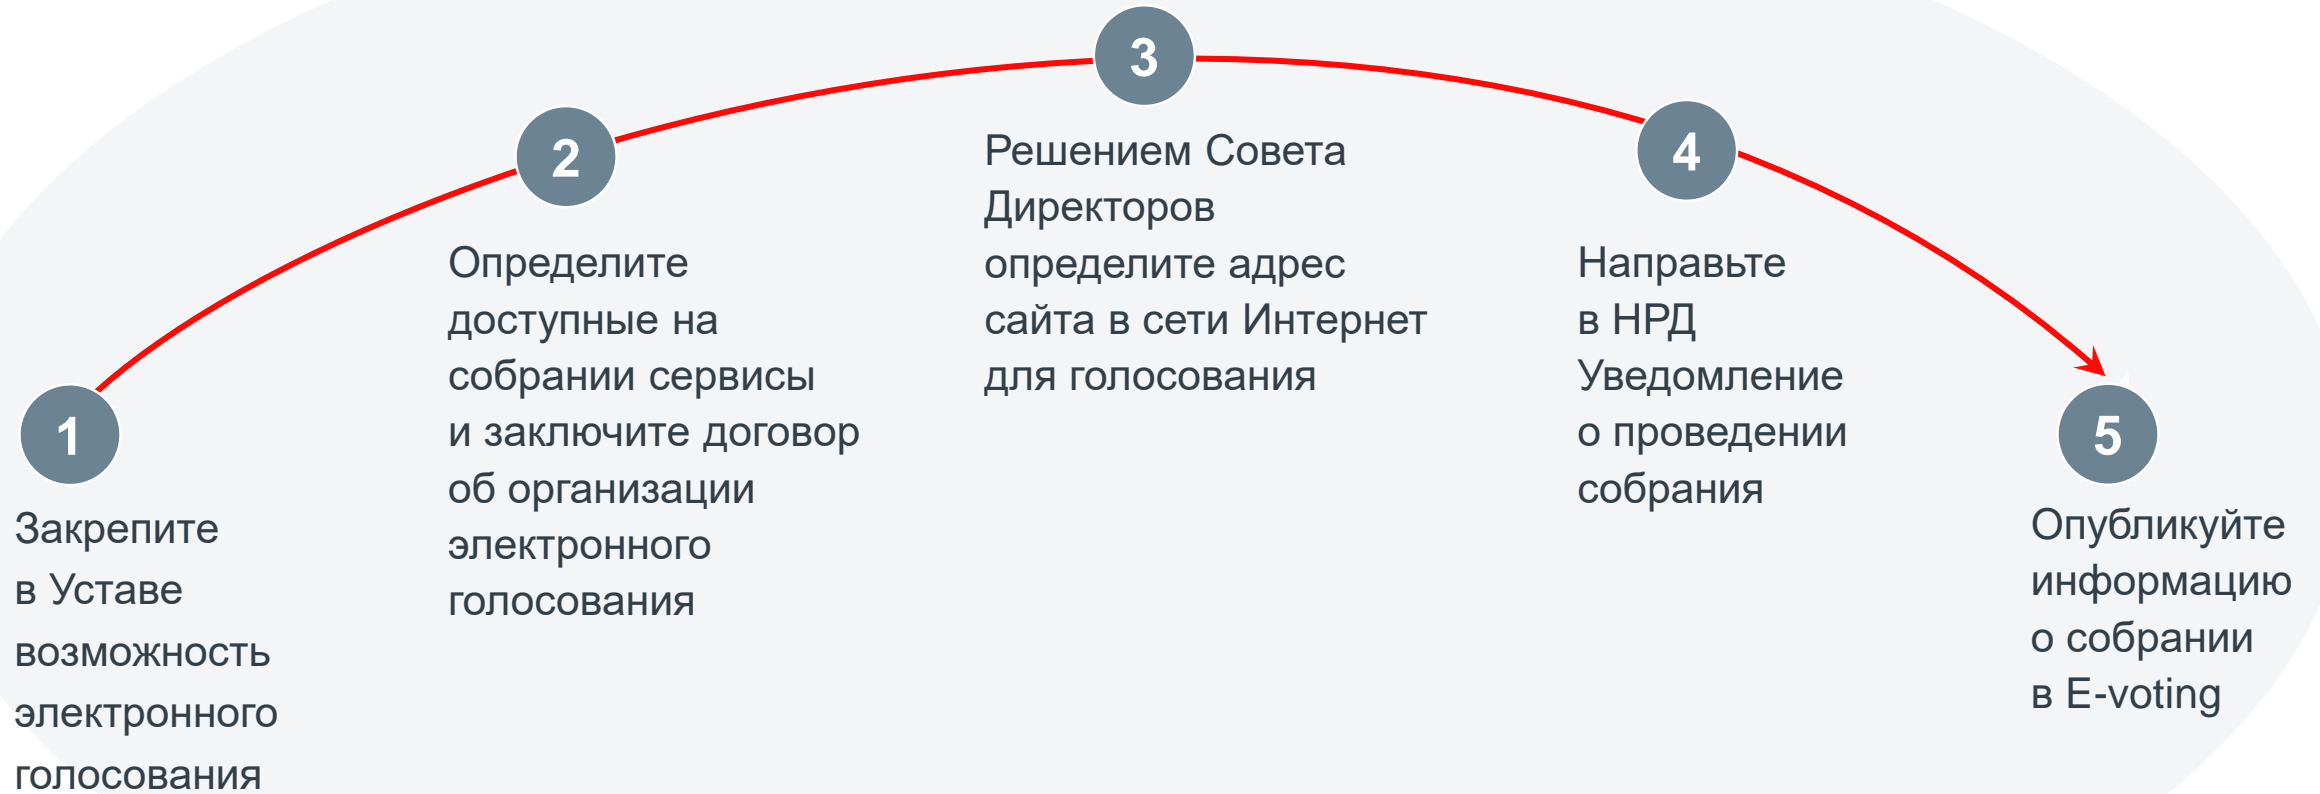 1
Закрепите
в Уставе
возможность
электронного
голосования
2
Определите
доступные на
собрании сервисы
и заключите договор
об организации
электронного
голосования
3
Решением Совета
Директоров
определите адрес
сайта в сети Интернет
для голосования
4
Направьте
в НРД
Уведомление
о проведении
собрания
5
Опубликуйте
информацию
о собрании
в E-voting